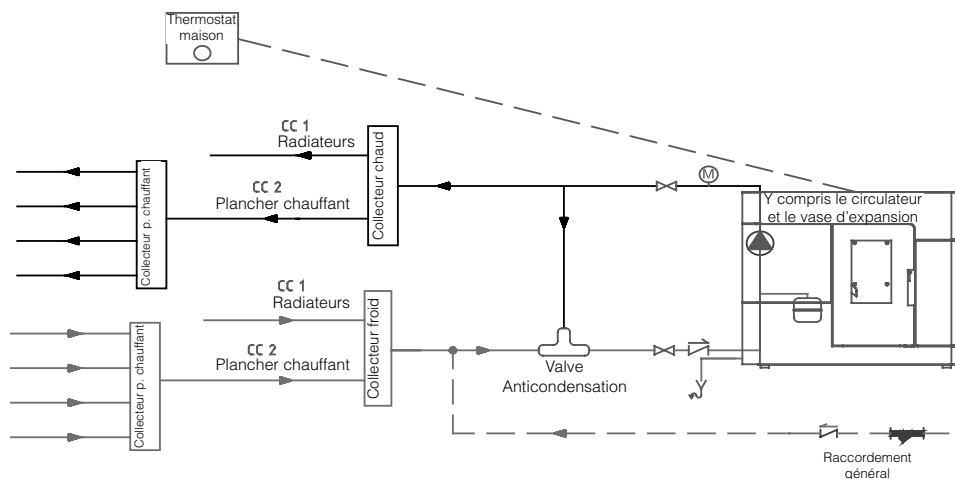 Thermostat
maison
CC 1
Radiateurs
CC 2
Plancher chauffant
Collecteur p. chauffant
Collecteur chaud
M
Y compris le circulateur
et le vase d'expansion
CC 1
Radiateurs
CC 2
Plancher chauffant
Collecteur p. chauffant
Collecteur froid
Valve
Anticondensation
Raccordement
général